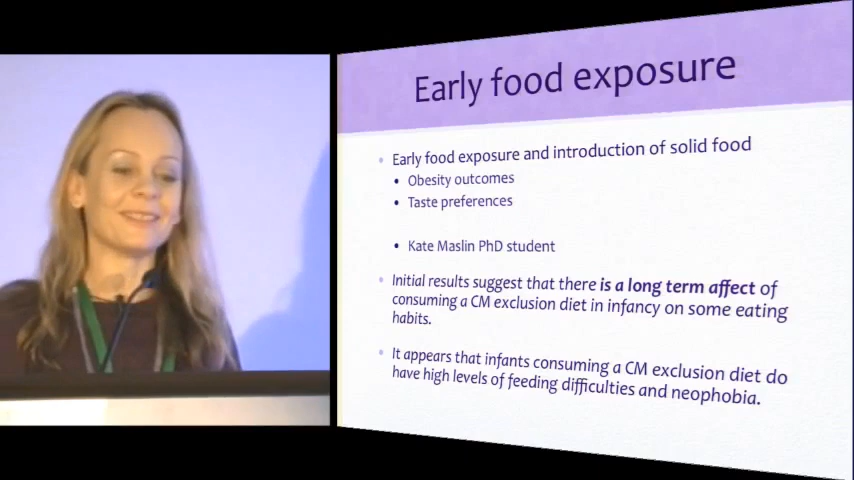 Early food exposure
Early food exposure and introduction of solid food
Obesity outcomes
Taste preferences
Kate Maslin PhD student
Initial results suggest that there is a long term affect of
consuming a CM exclusion diet in infancy on some eating
habits.
It appears that infants consuming a CM exclusion diet do
have high levels of feeding difficulties and neophobia.